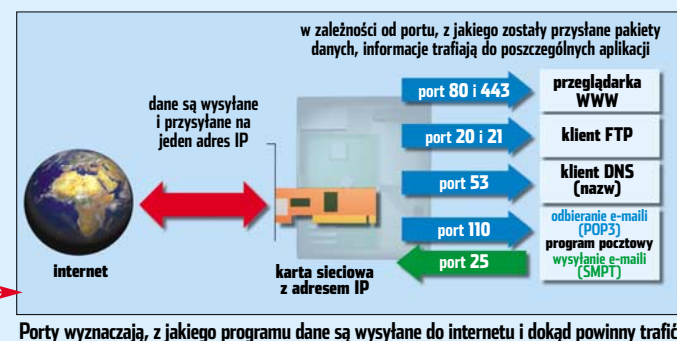 w zależności od portu, z jakiego zostały przysłane pakiety
danych, informacje trafiają do poszczególnych aplikacji
dane są wysyłane
i przysyłane na
jeden adres IP
internet
karta sieciowa
z adresem IP
port 80 i 443
przeglądarka
WWW
port 20 i 21
klient FTP
port 53
klient DNS
(nazw)
port 110
port 25
odbieranie e-maili
(POP3)
program pocztowy
wysyłanie e-maili
(SMPT)
Porty wyznaczają, z jakiego programu dane są wysyłane do internetu i dokąd powinny trafić